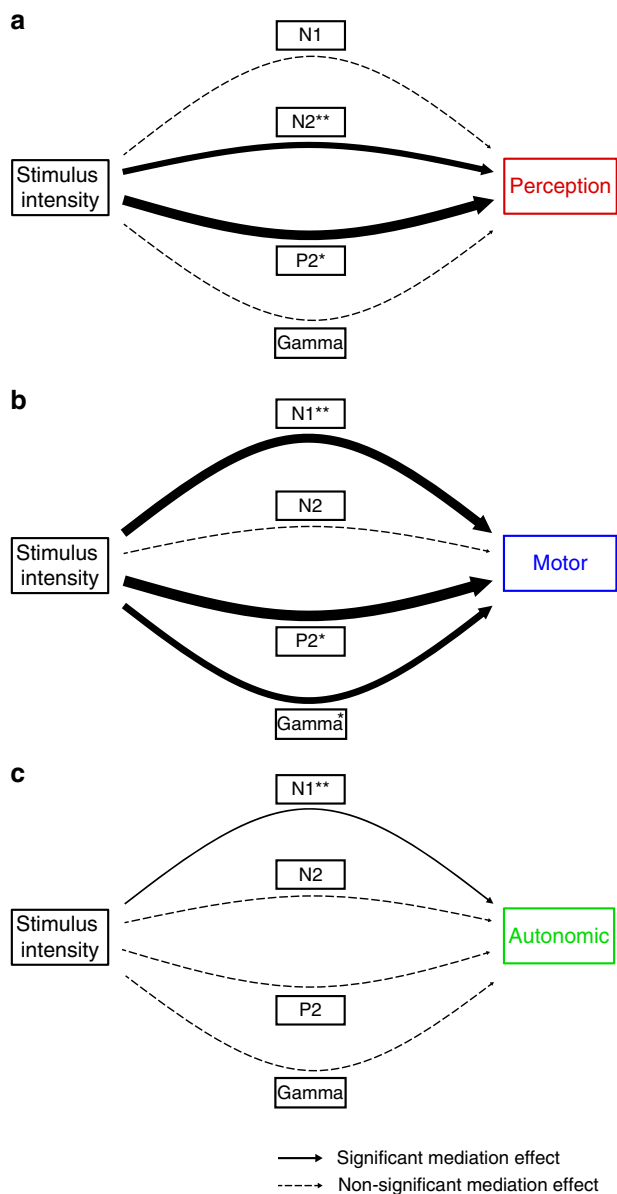 a
N1
N2**
Stimulus
intensity
Perception
P2*
Gamma
b
N1**
N2
Stimulus
intensity
Motor
P2*
Gamma*
c
N1**
N2
Stimulus
intensity
Autonomic
P2
Gamma
Significant mediation effect
Non-significant mediation effect